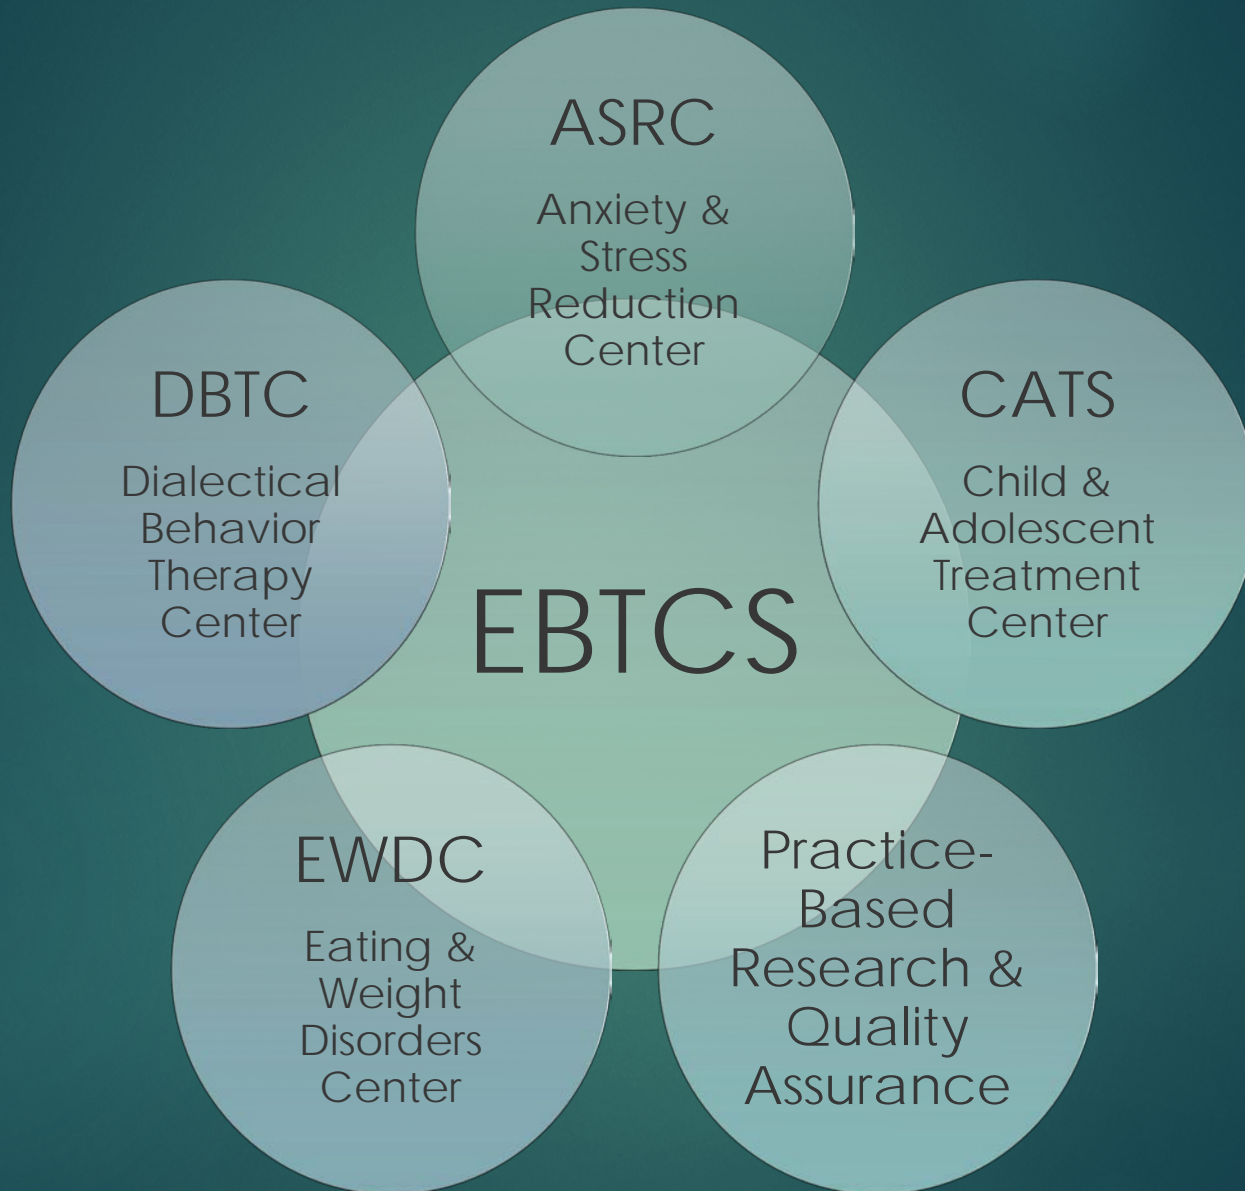 ASRC
Anxiety &
Stress
Reduction
Center
DBTC
Dialectical
Behavior
Therapy
Center
CATS
Child &
Adolescent
Treatment
Center
EBTCS
EWDC
Eating &
Weight
Disorders
Center
Practice-
Based
Research &
Quality
Assurance